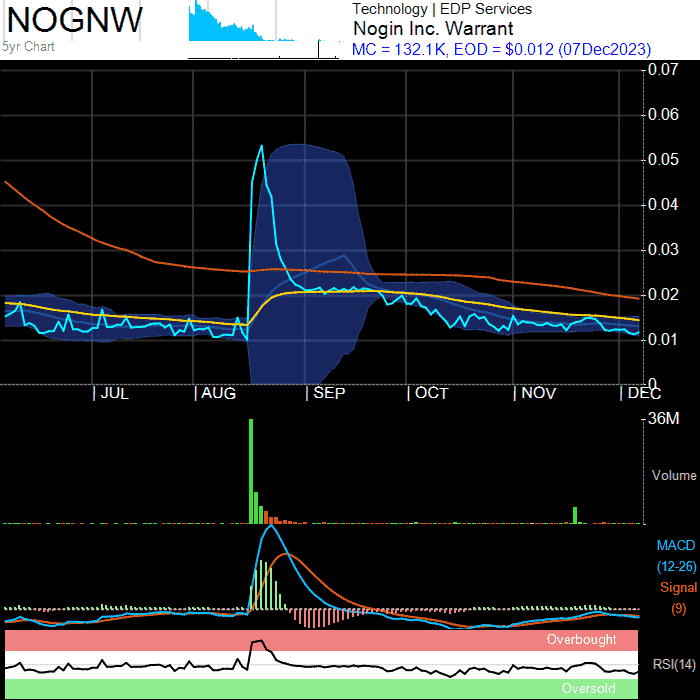 NOGNW
5yr Chart
Technology | EDP Services
Nogin Inc. Warrant
MC = 132.1K, EOD = $0.012 (07Dec2023)
0.07
0.06
0.05
0.04
0.03
0.02
0.01
0
JUL AUG SEP OCT NOV DEC
36M
Volume
MACD
(12-26)
Signal
(9)
Overbought
RSI(14)
Oversold